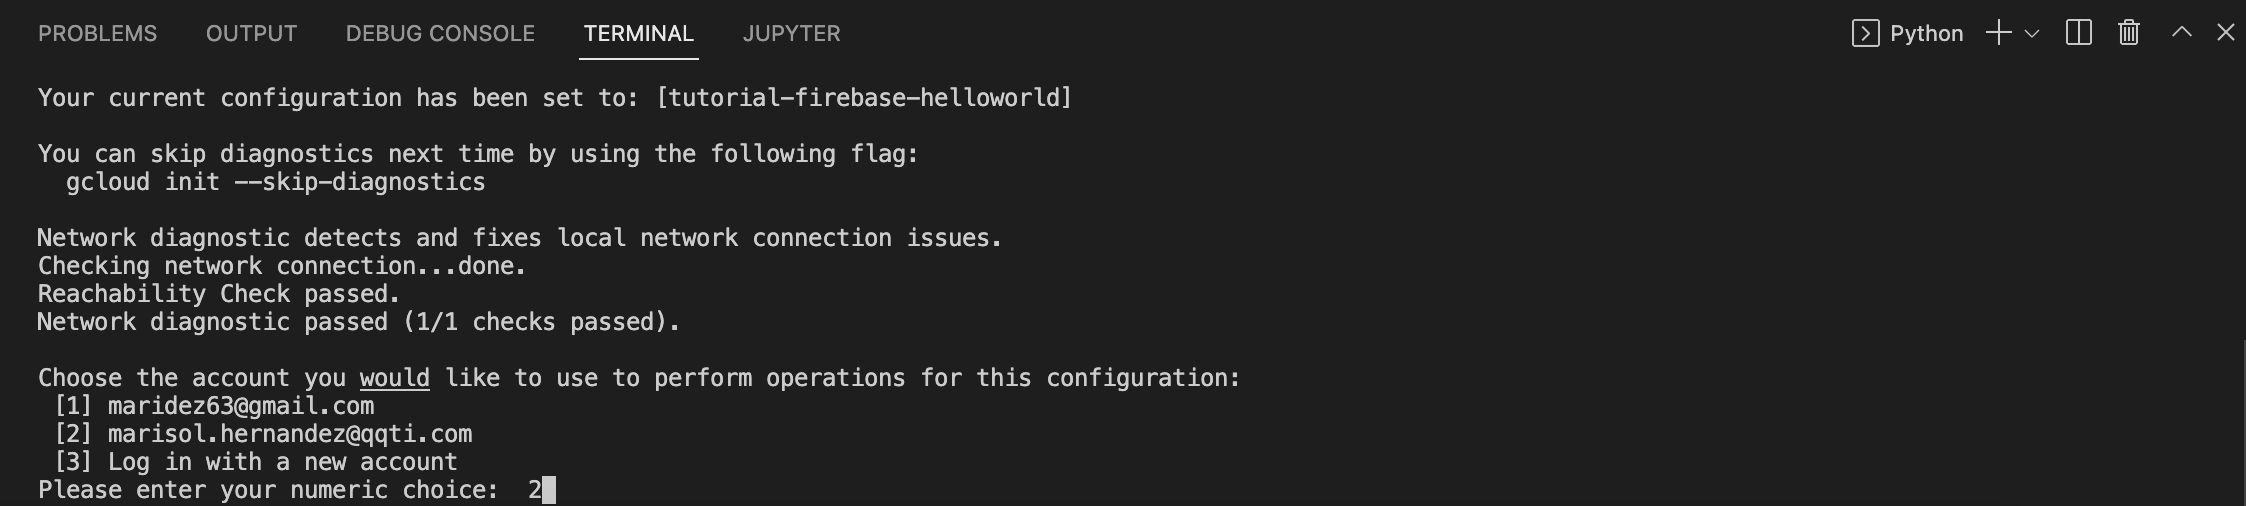 PROBLEMS OUTPUT DEBUG CONSOLE TERMINAL JUPYTER Python
Your current configuration has been set to: [tutorial-firebase-helloworld]
You can skip diagnostics next time by using the following flag:
gcloud init --skip-diagnostics
Network diagnostic detects and fixes local network connection issues.
Checking network connection...done.
Reachability Check passed.
Network diagnostic passed (1/1 checks passed).
Choose the account you would like to use to perform operations for this configuration:
[1] maridez63@gmail.com
[2] marisol.hernandez@qqti.com
[3] Log in with a new account
Please enter your numeric choice: 2